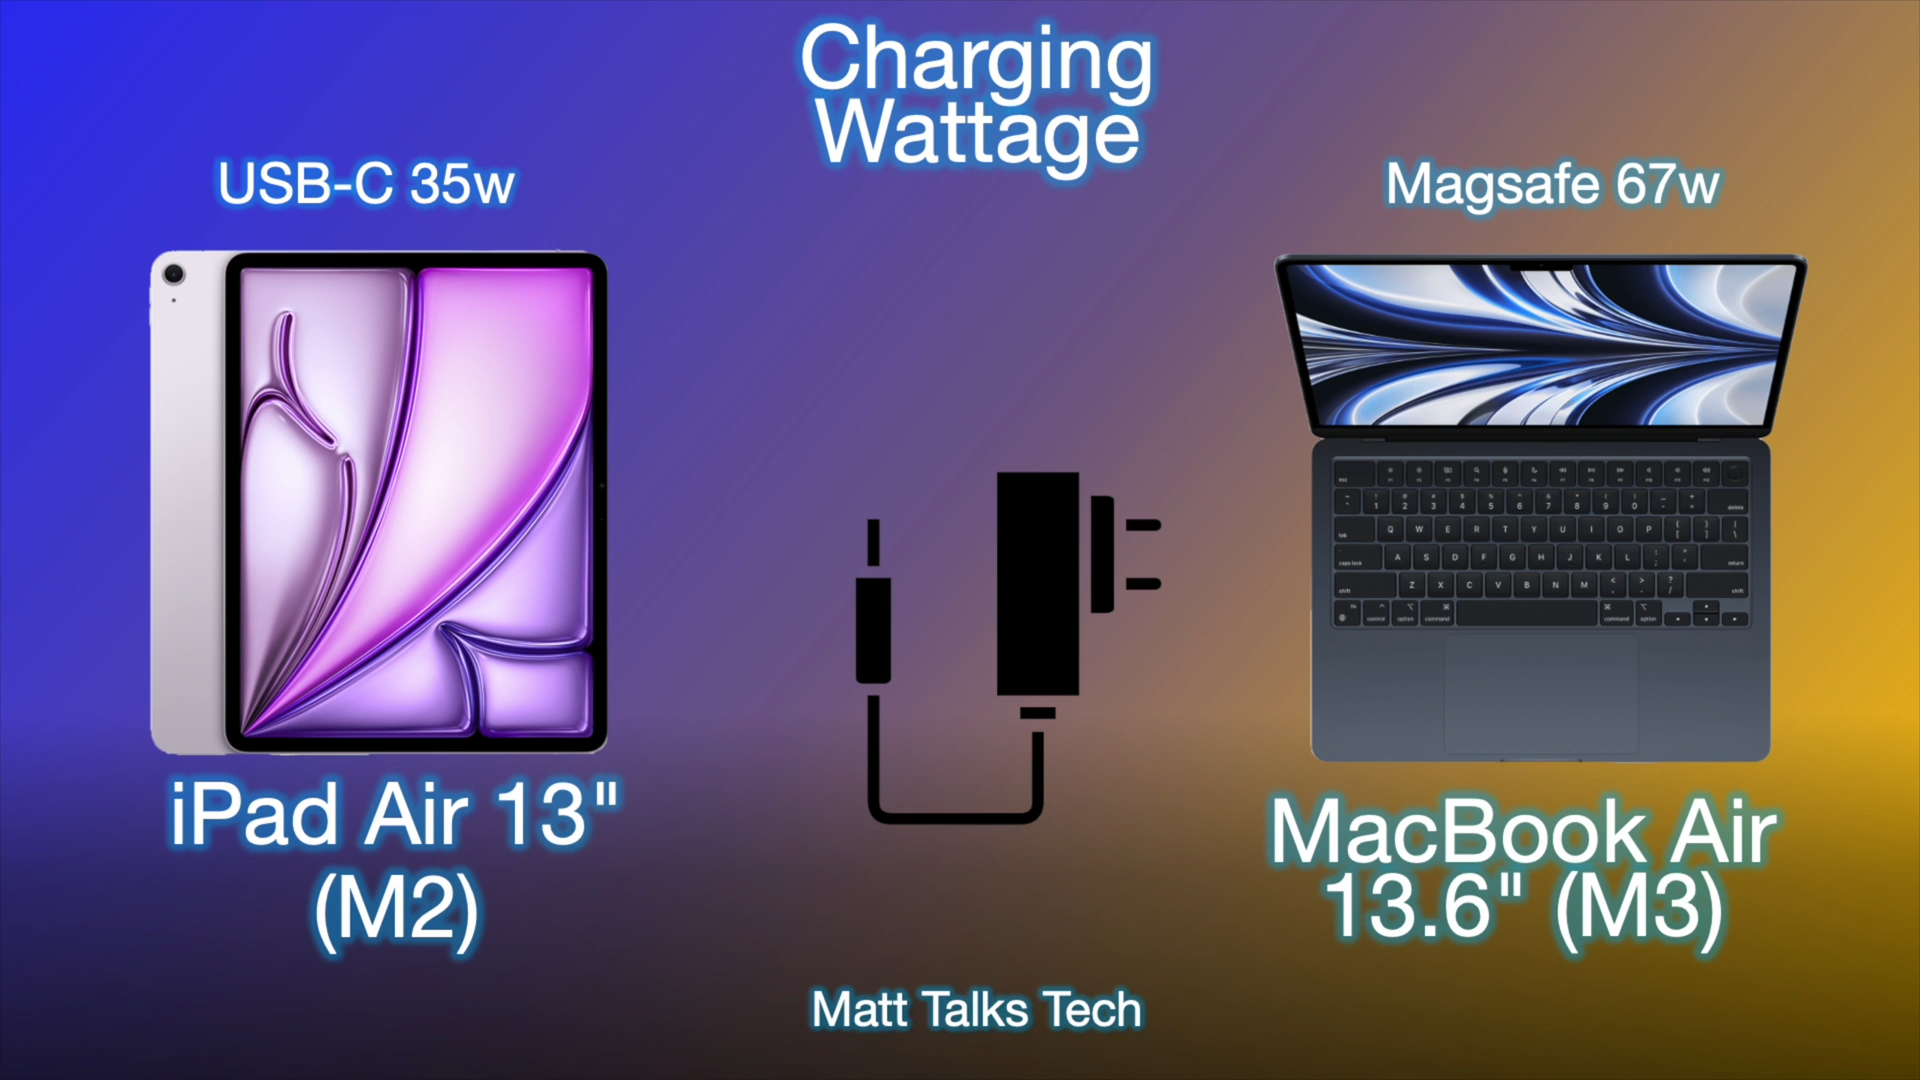 Charging
Wattage
USB-C 35w
Magsafe 67w
iPad Air 13"
(M2)
MacBook Air
13.6" (M3)
Matt Talks Tech